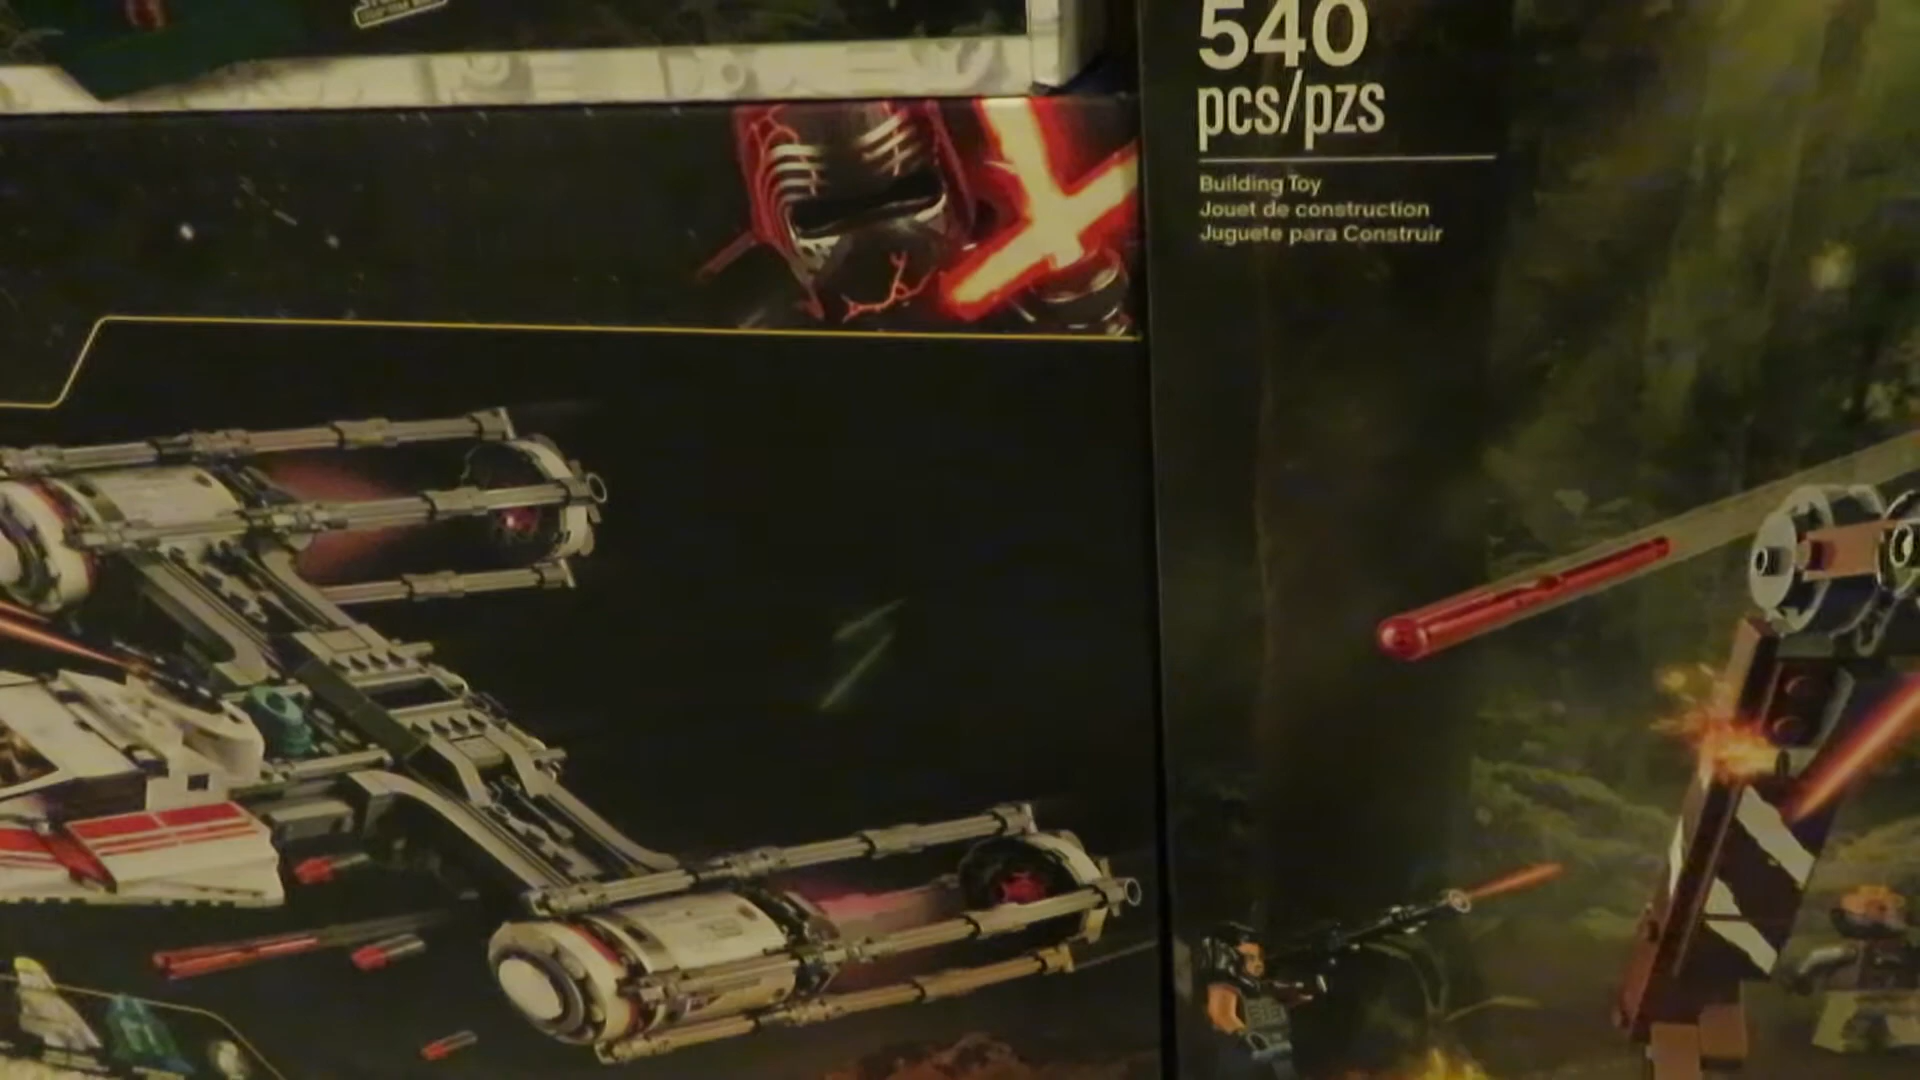 540
pcs/pzs
Building Toy
Jouet de construction
Juguete para Construir